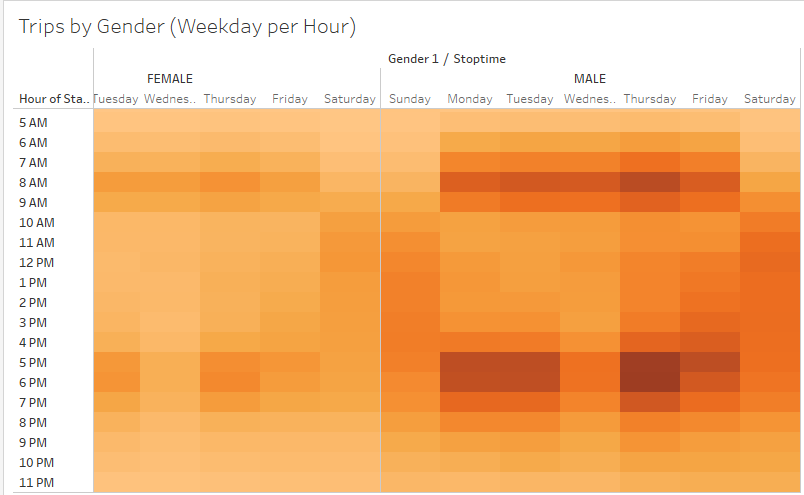 Trips by Gender (Weekday per Hour)
Gender 1 / Stoptime
FEMALE MALE
Hour of Sta.. Tuesday Wednes.. Thursday Friday Saturday Sunday Monday Tuesday Wednes.. Thursday Friday Saturday
5 AM
6 AM
7 AM
8 AM
9 AM
10 AM
11 AM
12 PM
1 PM
2 PM
3 PM
4 PM
5 PM
6 PM
7 PM
8 PM
9 PM
10 PM
11 PM